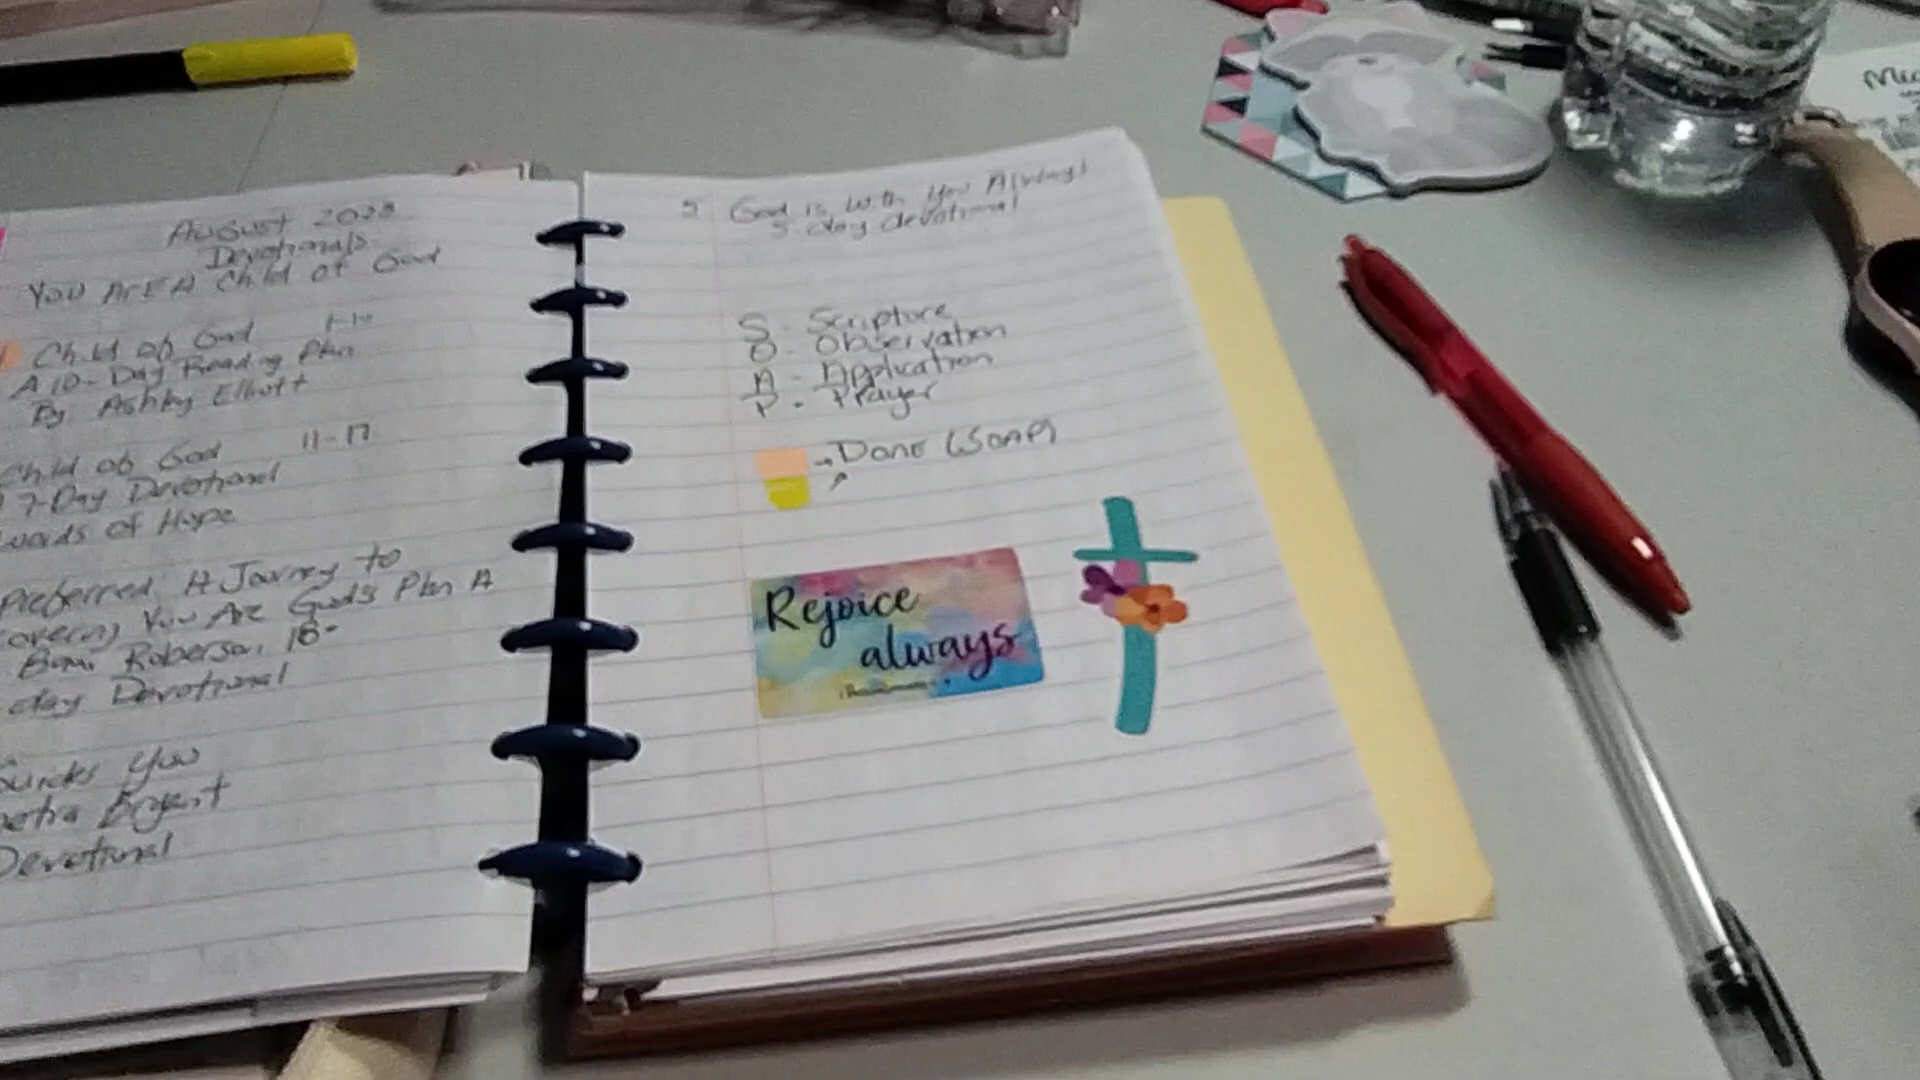 August 2023
Devotionals
You Are A Child of God
Child of God 1-10
A 10-Day Reading Plan
By Ashley Elliott
Child of God 11-17
7-Day Devotional
Words of Hope
Preferred A Journey to
You Are God's Plan A
Roberson 18-
day Devotional
You
Bryant
Devotional
5 God is with You Always!
5 day devotional
S - Scripture
O - Observation
A - Application
P - Prayer
→ Done (SOAP)
Rejoice
always